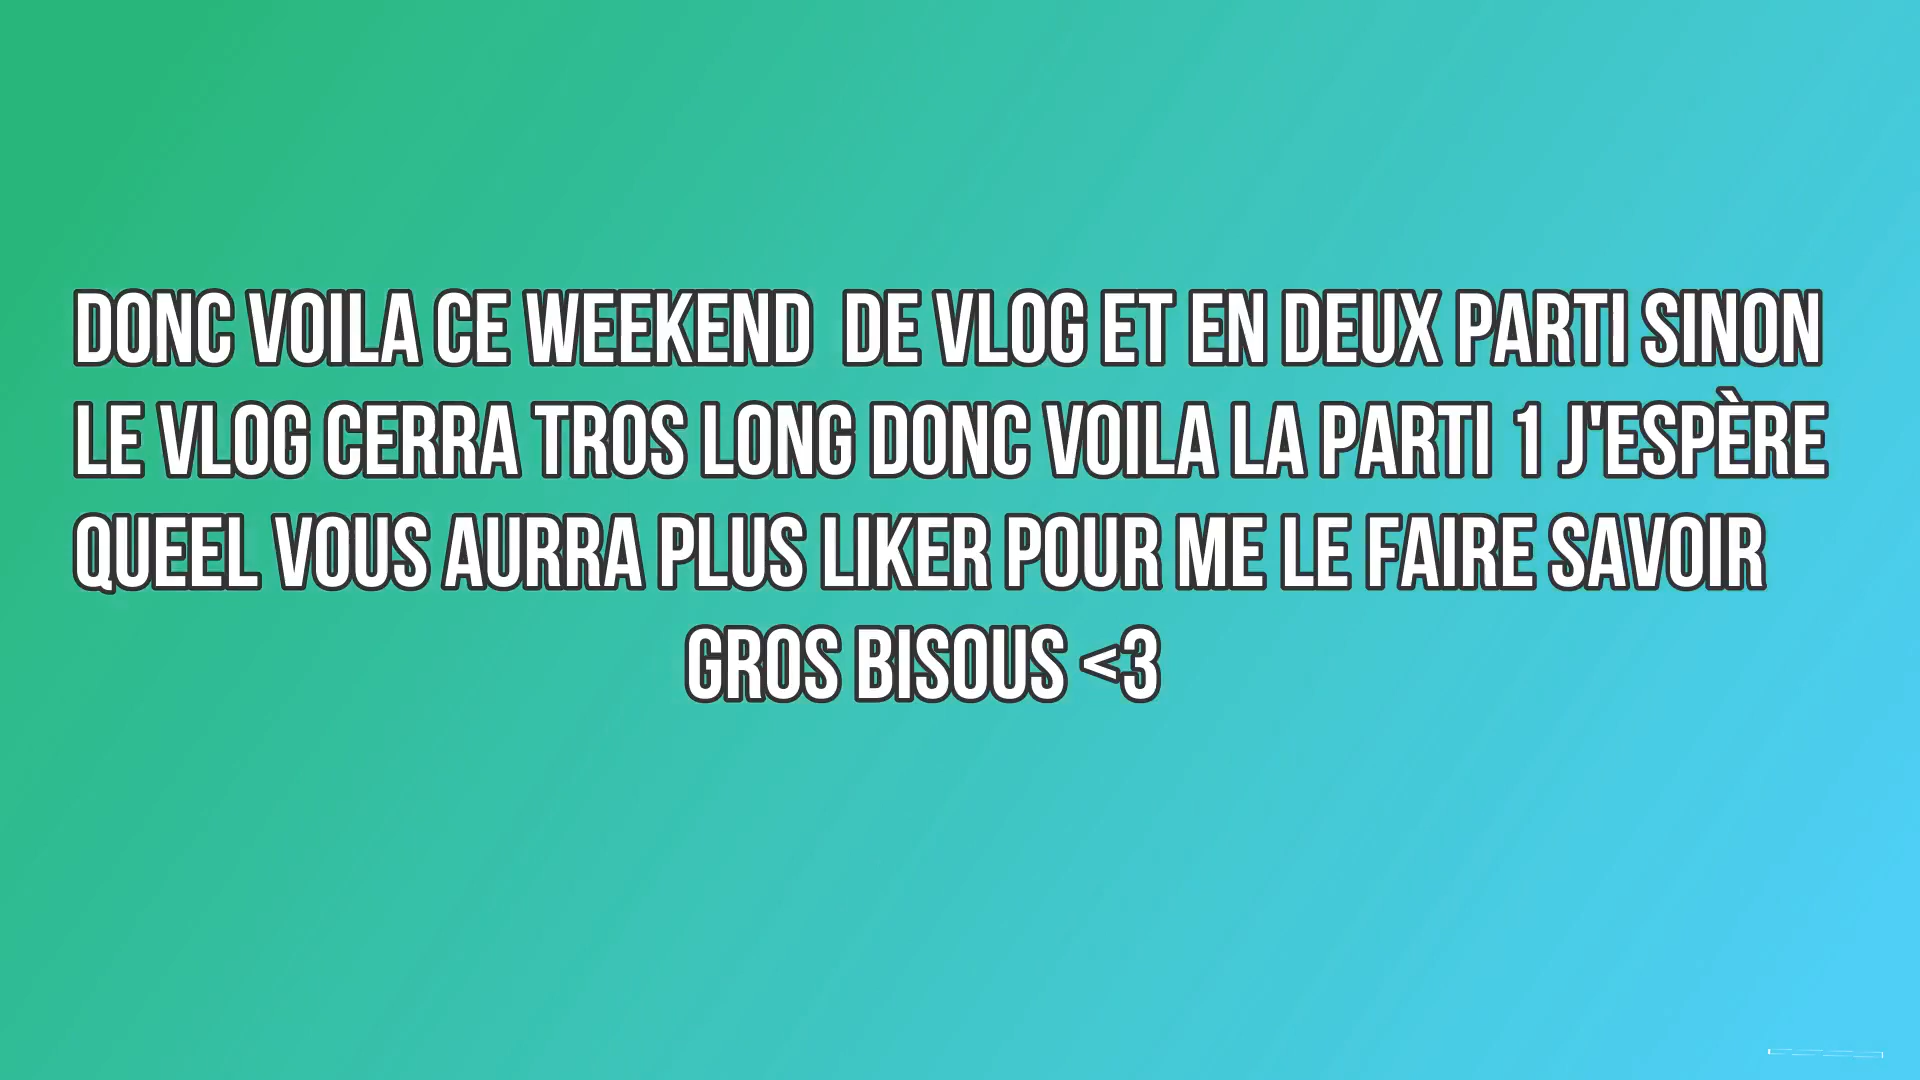 DONC VOILA CE WEEKEND  DE VLOG ET EN DEUX PARTI SINON
LE VLOG CERRA TROS LONG DONC VOILA LA PARTI 1 J'ESPÈRE
QUEEL VOUS AURRA PLUS LIKER POUR ME LE FAIRE SAVOIR
GROS BISOUS <3